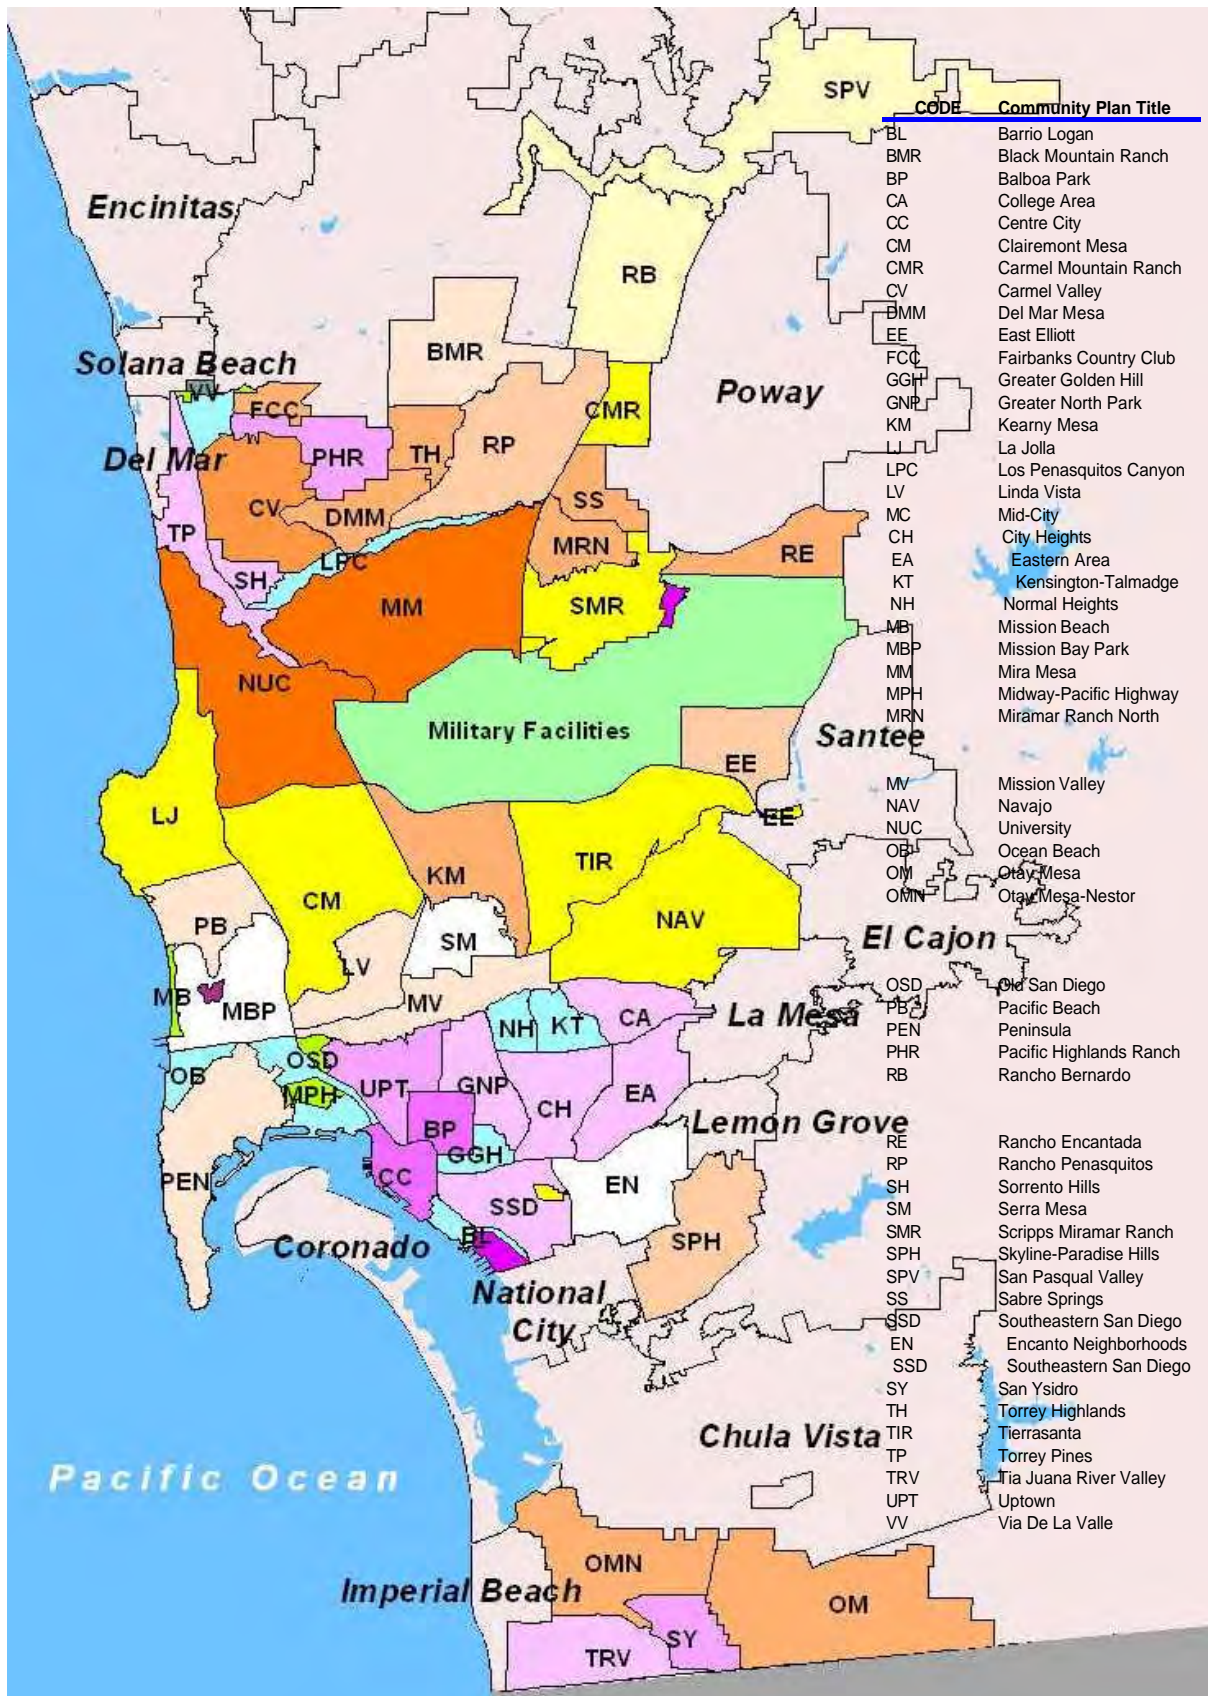 SPV
CODE Community Plan Title
BL Barrio Logan
BMR Black Mountain Ranch
BP Balboa Park
CA College Area
CC Centre City
CM Clairemont Mesa
CMR Carmel Mountain Ranch
CV Carmel Valley
DMM Del Mar Mesa
EE East Elliott
FCC Fairbanks Country Club
GGH Greater Golden Hill
GNP Greater North Park
KM Kearny Mesa
LJ La Jolla
LPC Los Penasquitos Canyon
LV Linda Vista
MC Mid-City
CH City Heights
EA Eastern Area
KT Kensington-Talmadge
NH Normal Heights
MB Mission Beach
MBP Mission Bay Park
MM Mira Mesa
MPH Midway-Pacific Highway
MRN Miramar Ranch North
MV Mission Valley
NAV Navajo
NUC University
OB Ocean Beach
OM Otay Mesa
OMN Otay Mesa-Nestor
OSD Old San Diego
PB Pacific Beach
PEN Peninsula
PHR Pacific Highlands Ranch
RB Rancho Bernardo
RE Rancho Encantada
RP Rancho Penasquitos
SH Sorrento Hills
SM Serra Mesa
SMR Scripps Miramar Ranch
SPH Skyline-Paradise Hills
SPV San Pasqual Valley
SS Sabre Springs
SSD Southeastern San Diego
EN Encanto Neighborhoods
SSD Southeastern San Diego
SY San Ysidro
TH Torrey Highlands
TIR Tierrasanta
TP Torrey Pines
TRV Tia Juana River Valley
UPT Uptown
VV Via De La Valle
Encinitas
RB
BMR
Solana Beach
VV
Poway
FCC
CMR
Del Mar
PHR
TH
RP
CV
DMM
SS
TP
LPC
MRN
RE
SH
MM
SMR
NUC
Military Facilities
Santee
EE
LJ
EE
TIR
KM
CM
NAV
PB
SM
El Cajon
LV
MB
MBP
MV
NH
KT
CA
La Mesa
OSD
OB
MPH
UPT
GNP
CH
EA
BP
Lemon Grove
GGH
PEN
CC
EN
SSD
BL
SPH
Coronado
National
City
Chula Vista
Pacific Ocean
OMN
Imperial Beach
OM
SY
TRV